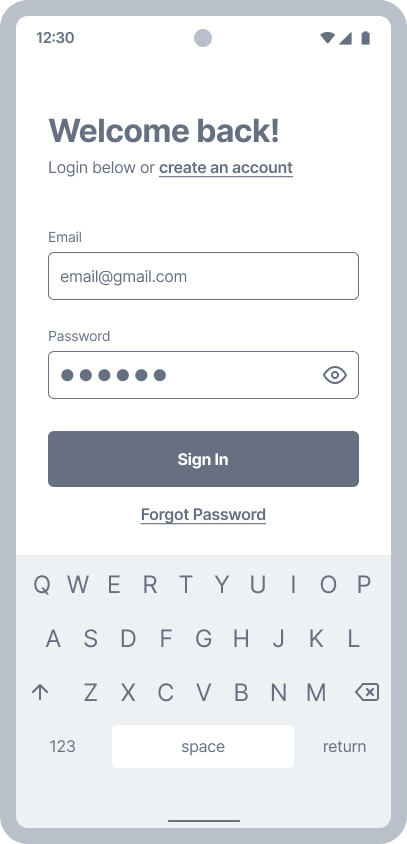 12:30
Welcome back!
Login below or create an account
Email
email@gmail.com
Password
Sign In
Forgot Password
Q W E R T Y U I O P
A S D F G H J K L
Z X C V B N M
123 space return